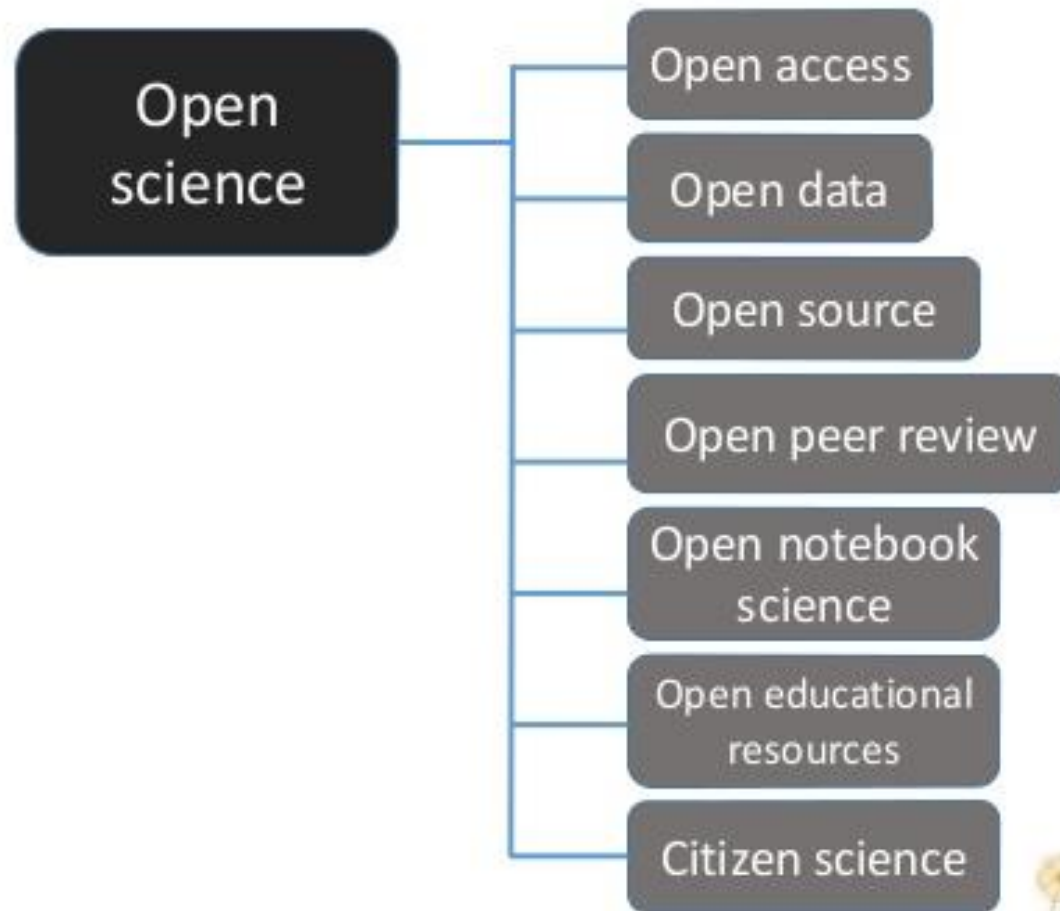 Open
science
Open access
Open data
Open source
Open peer review
Open notebook
science
Open educational
resources
Citizen science